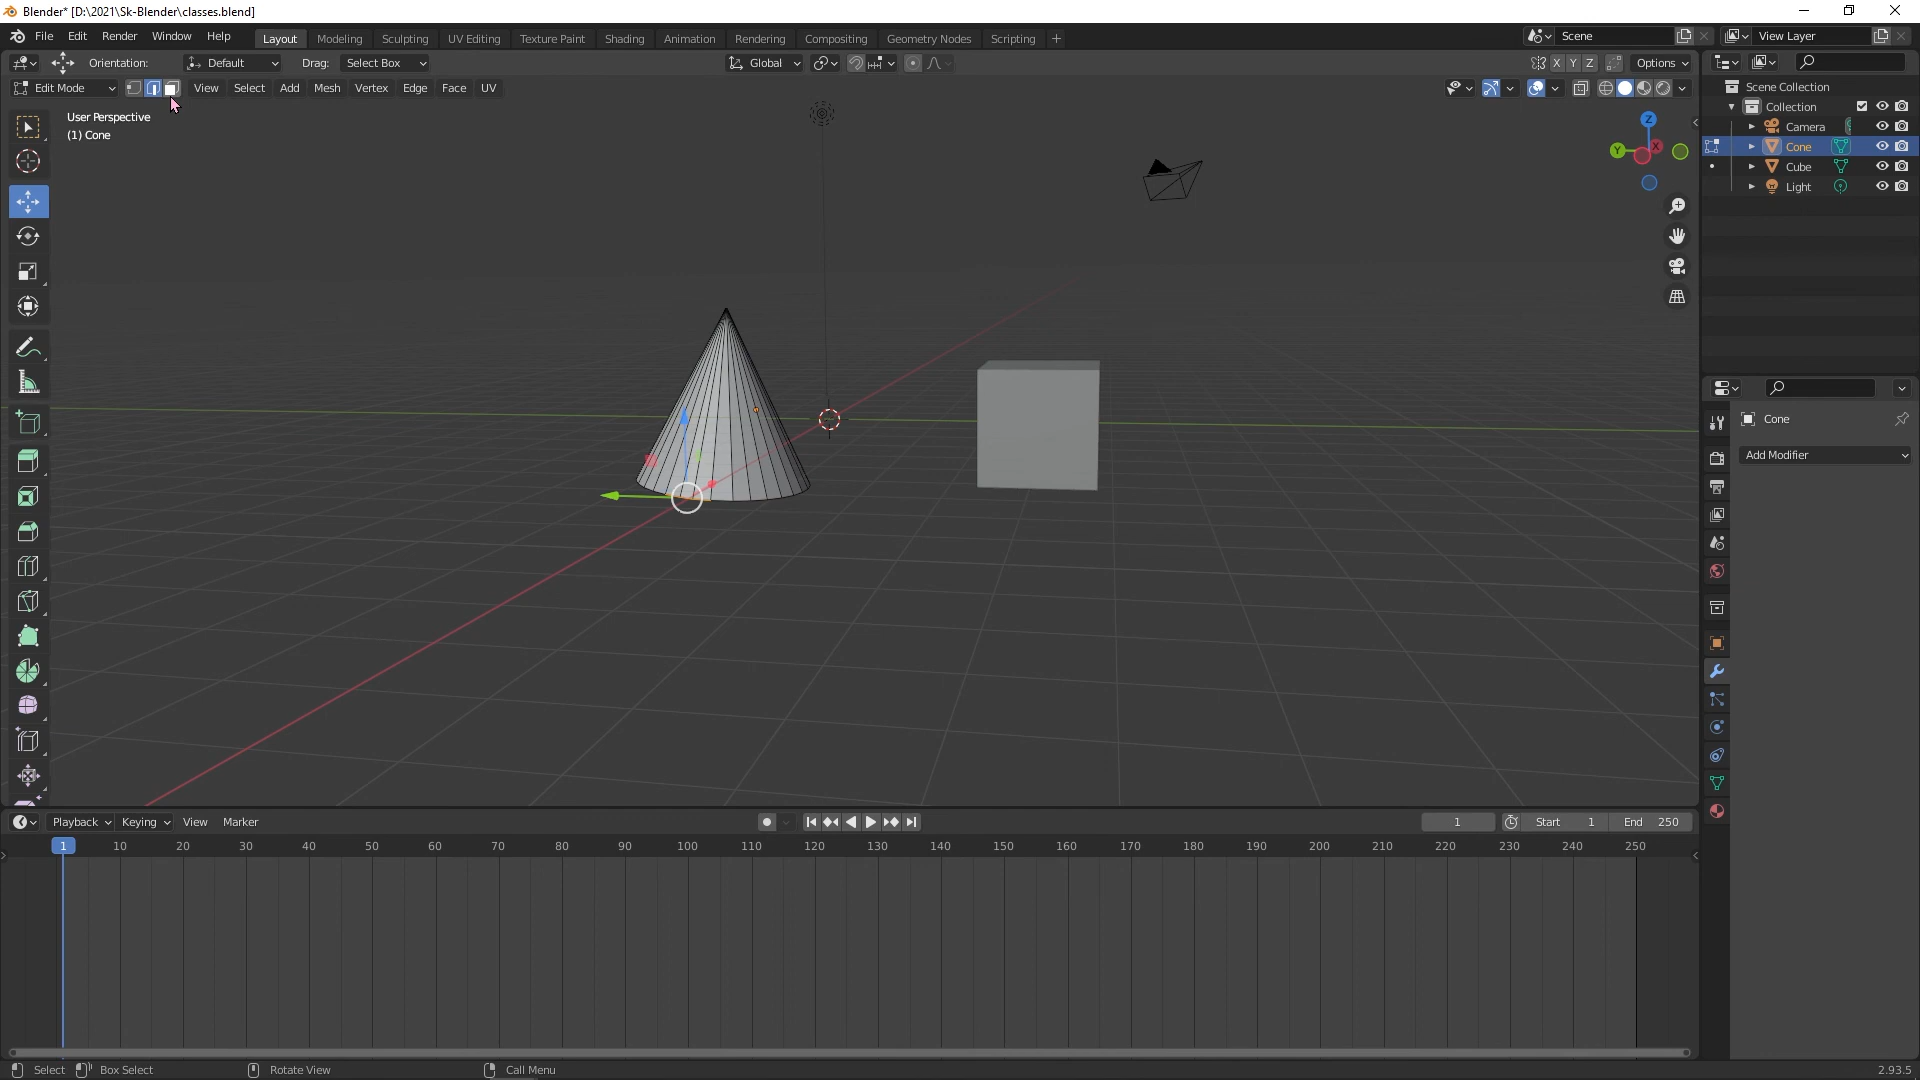 Blender* [D:\2021\Sk-Blender\classes.blend]
File Edit Render Window Help Layout Modeling Sculpting UV Editing Texture Paint Shading Animation Rendering Compositing Geometry Nodes Scripting + Scene View Layer
Orientation: Default Drag: Select Box Global X Y Z Options
Edit Mode View Select Add Mesh Vertex Edge Face UV
User Perspective
(1) Cone
Z
Y X
Scene Collection
Collection
Camera
Cone
Cube
Light
Cone
Add Modifier
Playback Keying View Marker 1 Start 1 End 250
1 10 20 30 40 50 60 70 80 90 100 110 120 130 140 150 160 170 180 190 200 210 220 230 240 250
Select Box Select Rotate View Call Menu 2.93.5